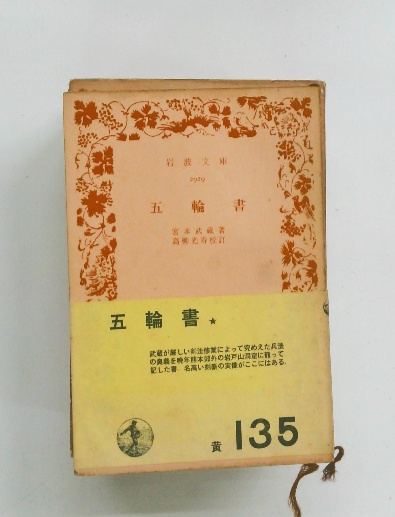 岩波文庫
2929
五輪書
宮本武蔵著
高柳光寿校訂
五輪書★
武蔵が厳しい剣法修業によって究めえた兵法
の奥義を晩年熊本郊外の岩戸山洞窟に籠って
記した書．名高い剣豪の実像がここにはある．
黄 135